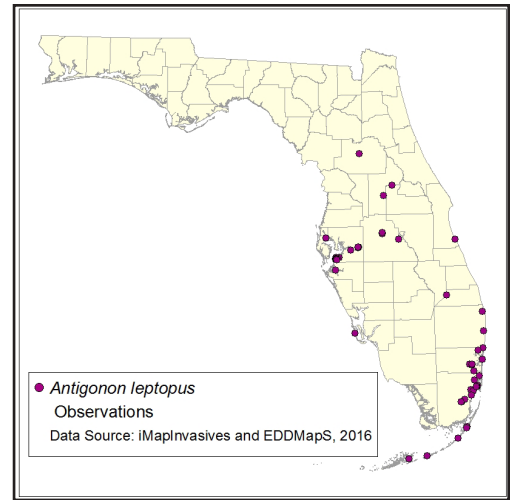 Antigonon leptopus
Observations
Data Source: iMapInvasives and EDDMapS, 2016